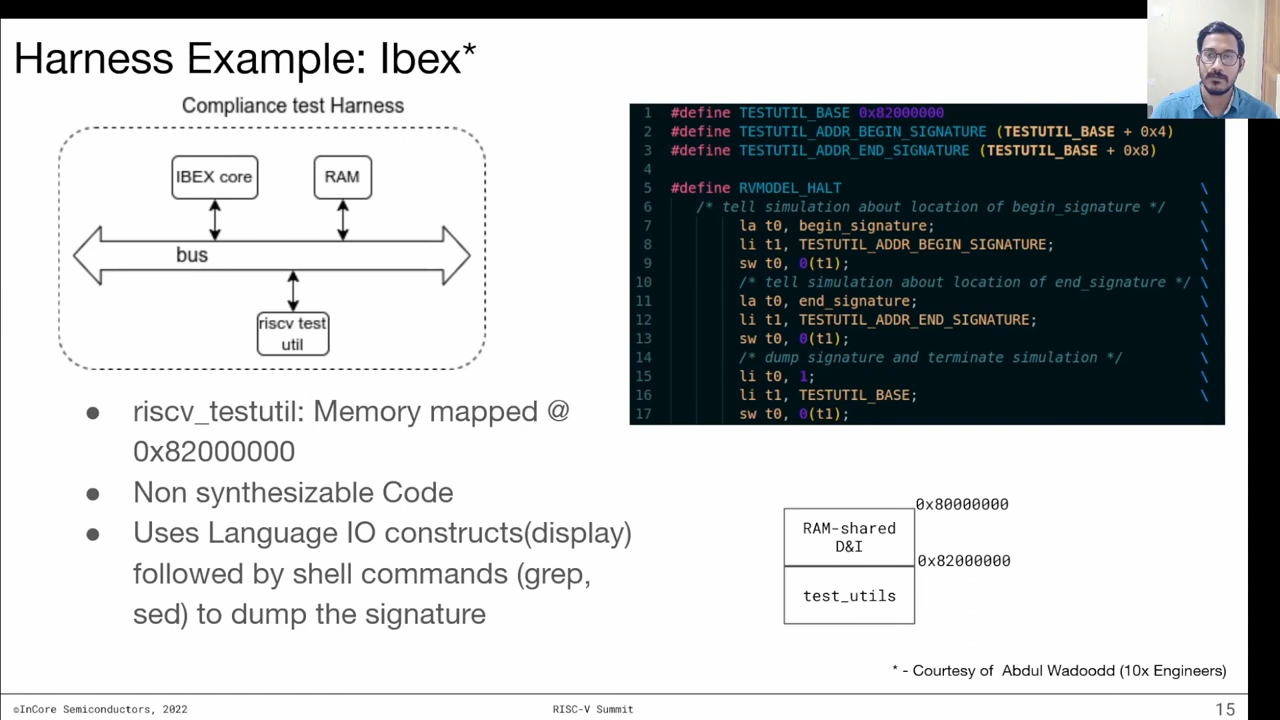 Harness Example: Ibex*
Compliance test Harness
IBEX core
RAM
bus
riscv test
util
riscv_testutil: Memory mapped @
0x82000000
Non synthesizable Code
Uses Language IO constructs(display)
followed by shell commands (grep,
sed) to dump the signature
1 #define TESTUTIL_BASE 0x82000000
2 #define TESTUTIL_ADDR_BEGIN_SIGNATURE (TESTUTIL_BASE + 0x4)
3 #define TESTUTIL_ADDR_END_SIGNATURE (TESTUTIL_BASE + 0x8)
4
5 #define RVMODEL_HALT \
6 /* tell simulation about location of begin_signature */ \
7 la t0, begin_signature; \
8 li t1, TESTUTIL_ADDR_BEGIN_SIGNATURE; \
9 sw t0, 0(t1); \
10 /* tell simulation about location of end_signature */ \
11 la t0, end_signature; \
12 li t1, TESTUTIL_ADDR_END_SIGNATURE; \
13 sw t0, 0(t1); \
14 /* dump signature and terminate simulation */ \
15 li t0, 1; \
16 li t1, TESTUTIL_BASE; \
17 sw t0, 0(t1);
0x80000000
RAM-shared
D&I
0x82000000
test_utils
* - Courtesy of Abdul Wadoodd (10x Engineers)
©InCore Semiconductors, 2022
RISC-V Summit
15